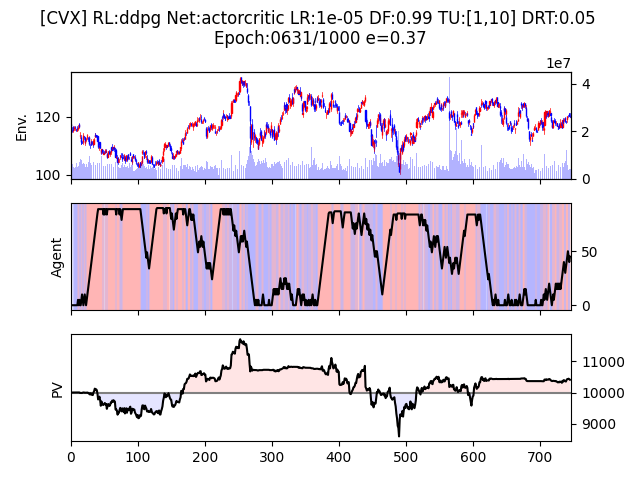 [CVX] RL:ddpg Net:actorcritic LR:1e-05 DF:0.99 TU:[1,10] DRT:0.05
Epoch:0631/1000 e=0.37
1e7
Env.
120
100
4
2
0
Agent
50
0
PV
11000
10000
9000
0 100 200 300 400 500 600 700